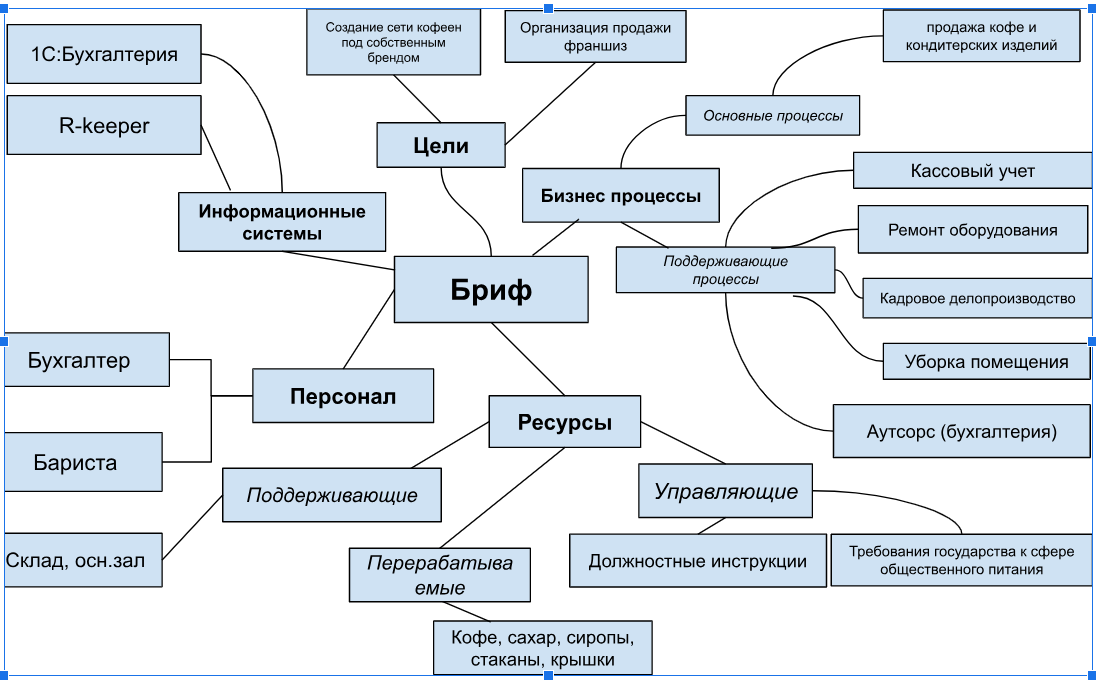 Создание сети кофеен
под собственным
брендом
Организация продажи
франшиз
продажа кофе и
кондитерских изделий
1С:Бухгалтерия
R-keeper
Основные процессы
Цели
Кассовый учет
Бизнес процессы
Информационные
системы
Ремонт оборудования
Поддерживающие
процессы
Бриф
Кадровое делопроизводство
Бухгалтер
Уборка помещения
Персонал
Ресурсы
Аутсорс (бухгалтерия)
Бариста
Поддерживающие
Управляющие
Склад, осн.зал
Перерабатыва
емые
Должностные инструкции
Требования государства к сфере
общественного питания
Кофе, сахар, сиропы,
стаканы, крышки